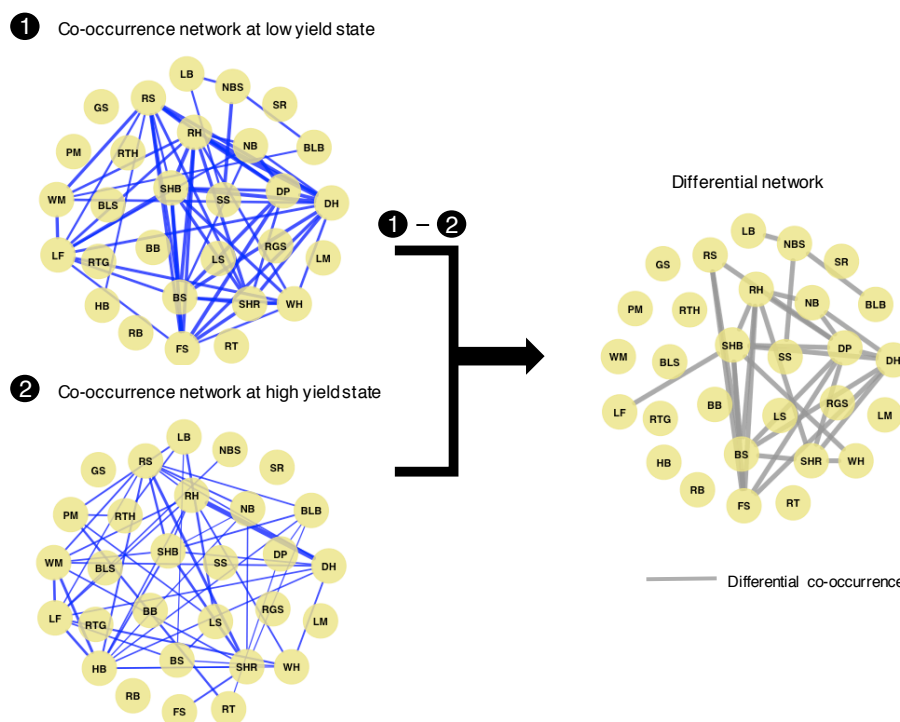 1 Co-occurrence network at low yield state
LB
NBS
RS
SR
GS
RH
NB
BLB
PM
RTH
SHB
DP
WM
BLS
SS
DH
BB
LF
RTG
LS
RGS
LM
HB
BS
SHR
WH
RB
FS
RT
1 – 2
2 Co-occurrence network at high yield state
LB
NBS
RS
SR
GS
RH
NB
BLB
PM
RTH
SHB
DP
WM
BLS
SS
DH
BB
LF
RTG
LS
RGS
LM
HB
BS
SHR
WH
RB
FS
RT
Differential network
LB
NBS
RS
SR
GS
RH
NB
BLB
PM
RTH
SHB
DP
WM
BLS
SS
DH
BB
LF
RTG
LS
RGS
LM
HB
BS
SHR
WH
RB
FS
RT
Differential co-occurrence